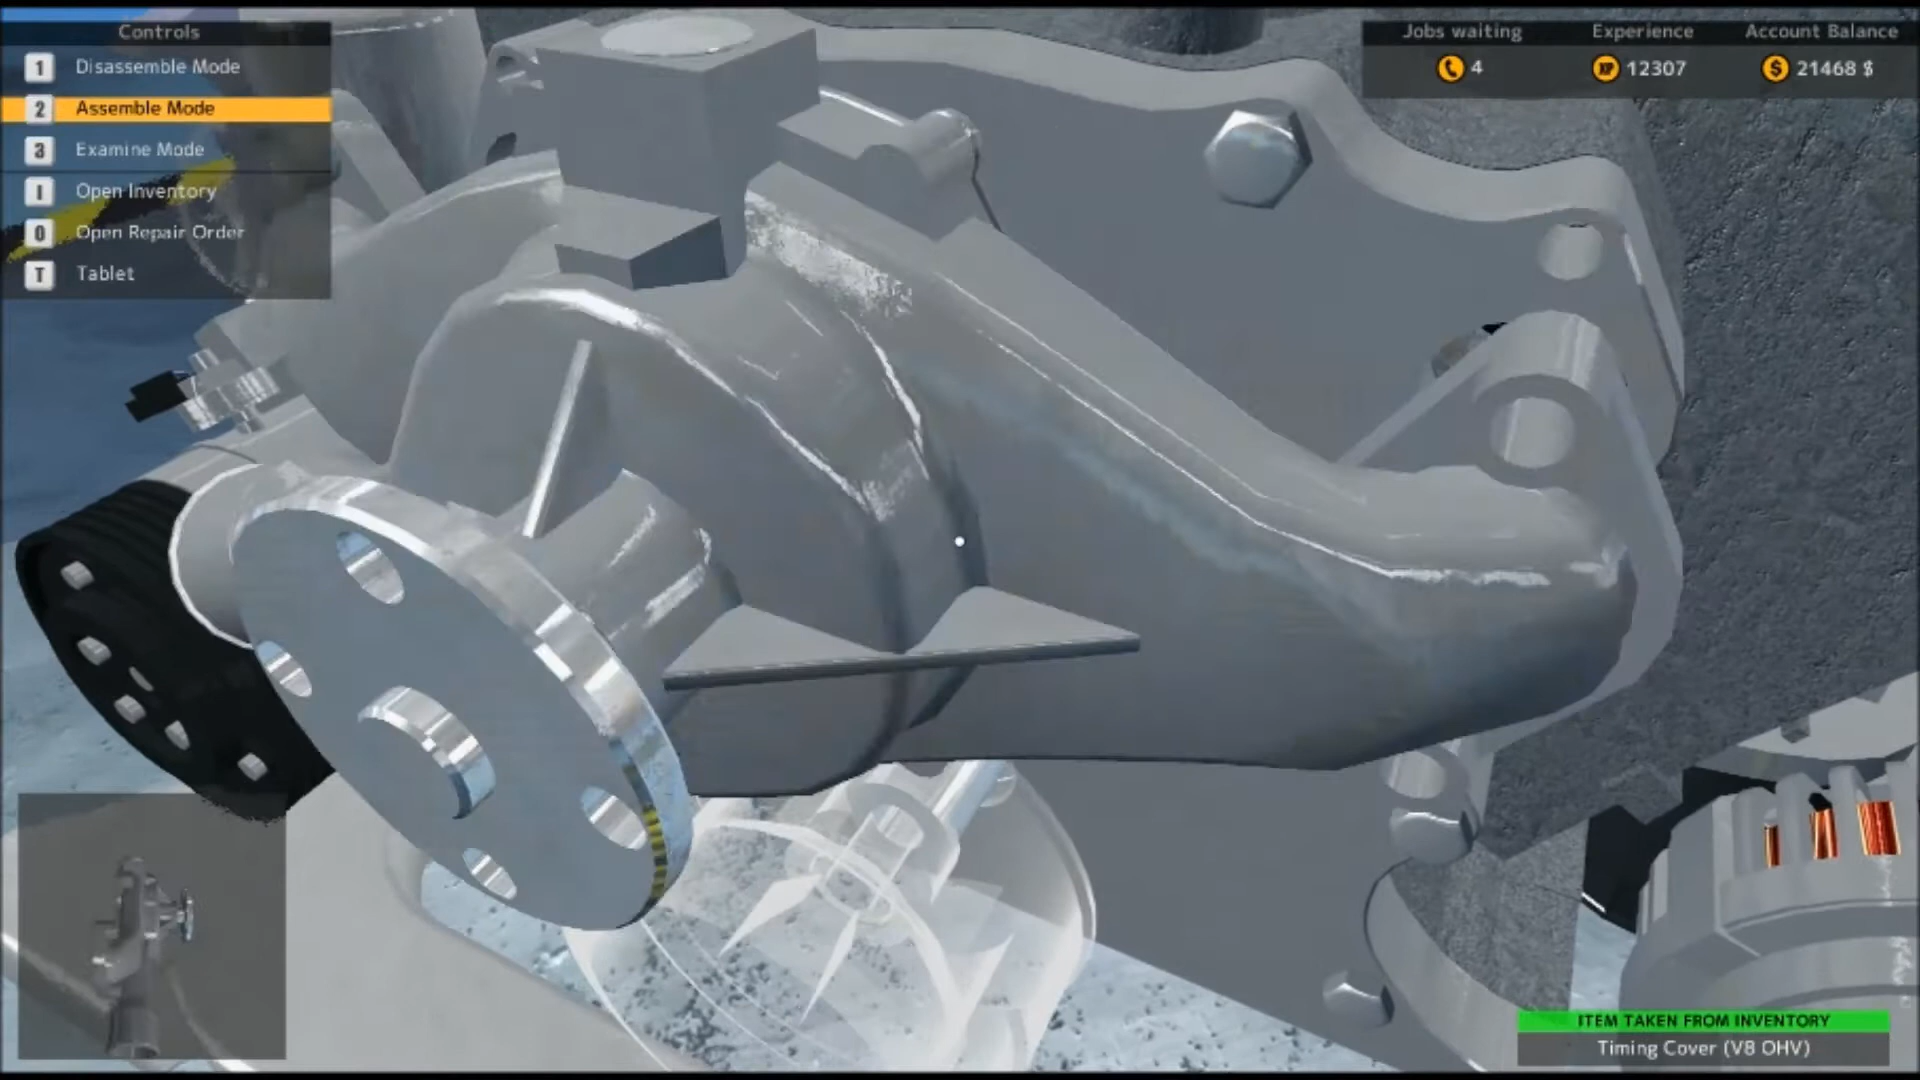 Controls
1 Disassemble Mode
2 Assemble Mode
3 Examine Mode
I Open Inventory
O Open Repair Order
T Tablet
Jobs waiting Experience Account Balance
4 XP 12307 $ 21468 $
ITEM TAKEN FROM INVENTORY
Timing Cover (V8 OHV)